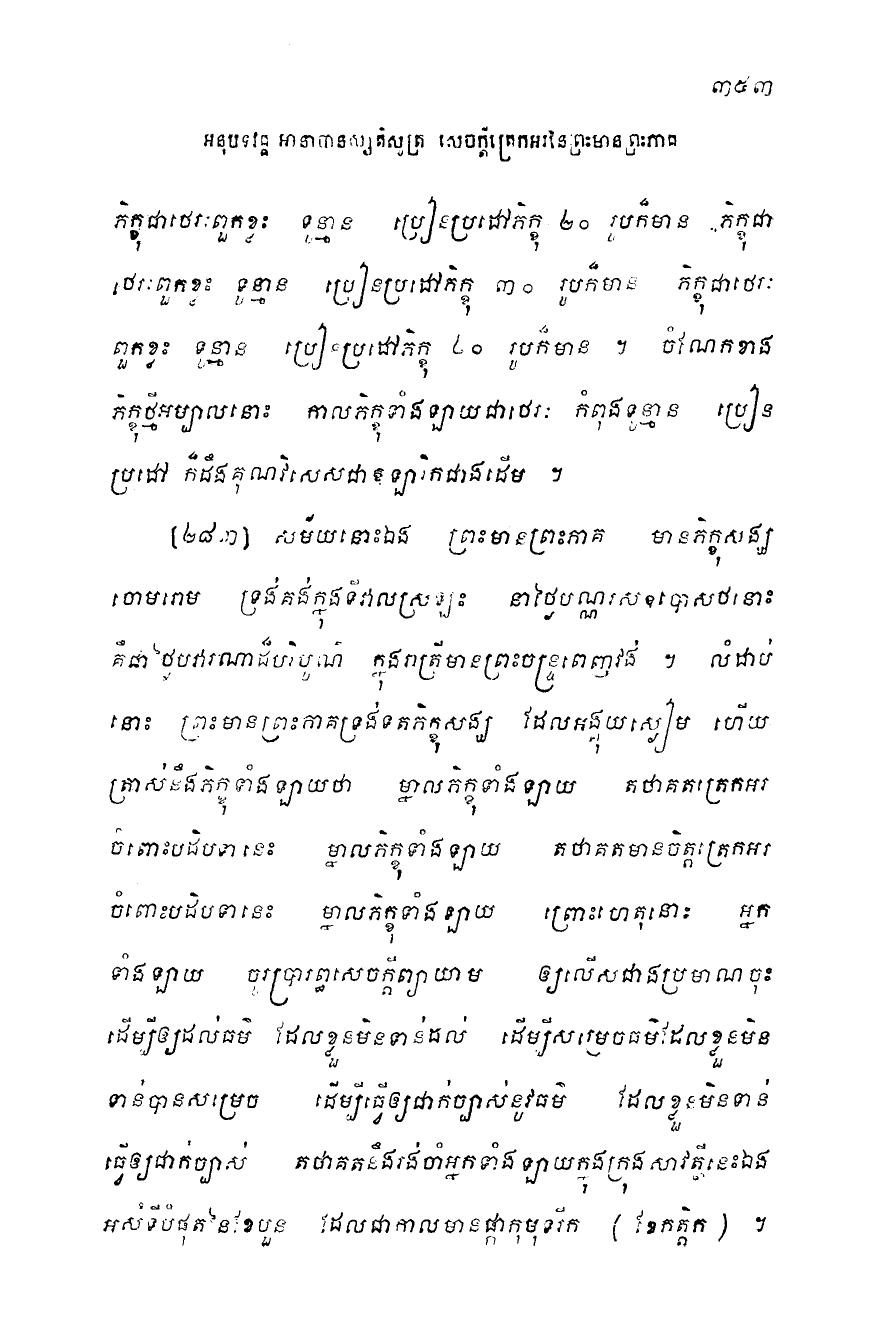 ៣៥៣
អនុបទវគ្គ អានាបានស្សតិសូត្រ សេចក្តីត្រេកអរនៃព្រះមានព្រះភាគ
ភិក្ខុជាថេរៈពួកខ្លះ ទូន្មាន ប្រៀនប្រដៅភិក្ខុ ២០ រូបក៏មាន ភិក្ខុជា
ថេរៈពួកខ្លះ ទូន្មាន ប្រៀនប្រដៅភិក្ខុ ៣០ រូបក៏មាន ភិក្ខុជាថេរៈ
ពួកខ្លះ ទូន្មាន ប្រៀនប្រដៅភិក្ខុ ៤០ រូបក៏មាន ។ ចំណែកខាង
ភិក្ខុថ្មីអម្បាលនោះ កាលភិក្ខុទាំងឡាយជាថេរៈ កំពុងទូន្មាន ប្រៀន
ប្រដៅ ក៏ដឹងគុណវិសេសជាឧឡារិកជាងដើម ។
[២៨៣] សម័យនោះឯង ព្រះមានព្រះភាគ មានភិក្ខុសង្ឃ
ចោមរោម ទ្រង់គង់ក្នុងទីវាលស្រឡះ នាថ្ងៃបណ្ណរសឧបោសថនោះ
គឺជាថ្ងៃបវារណាដ៏បរិបូណ៌ ក្នុងរាត្រីមានព្រះចន្ទ្រពេញវង់ ។ លំដាប់
នោះ ព្រះមានព្រះភាគទ្រង់ទតភិក្ខុសង្ឃ ដែលអង្គុយស្ងៀម ហើយ
ត្រាស់នឹងភិក្ខុទាំងឡាយថា ម្នាលភិក្ខុទាំងឡាយ តថាគតត្រេកអរ
ចំពោះបដិបទានេះ ម្នាលភិក្ខុទាំងឡាយ តថាគតមានចិត្តត្រេកអរ
ចំពោះបដិបទានេះ ម្នាលភិក្ខុទាំងឡាយ ព្រោះហេតុនោះ អ្នក
ទាំងឡាយ ចូរប្រារព្ធសេចក្តីព្យាយាម ឲ្យលើសជាងប្រមាណចុះ
ដើម្បីឲ្យដល់ធម៌ ដែលខ្លួនមិនទាន់ដល់ ដើម្បីសម្រេចធម៌ដែលខ្លួនមិន
ទាន់បានសម្រេច ដើម្បីធ្វើឲ្យជាក់ច្បាស់នូវធម៌ ដែលខ្លួនមិនទាន់
ធ្វើឲ្យជាក់ច្បាស់ តថាគតនឹងរង់ចាំអ្នកទាំងឡាយក្នុងក្រុងសាវត្ថីនេះឯង
អស់ទីបំផុតនៃខែបួន ដែលជាកាលមានផ្កាកុមុទរីក ( ខែកត្តិក ) ។